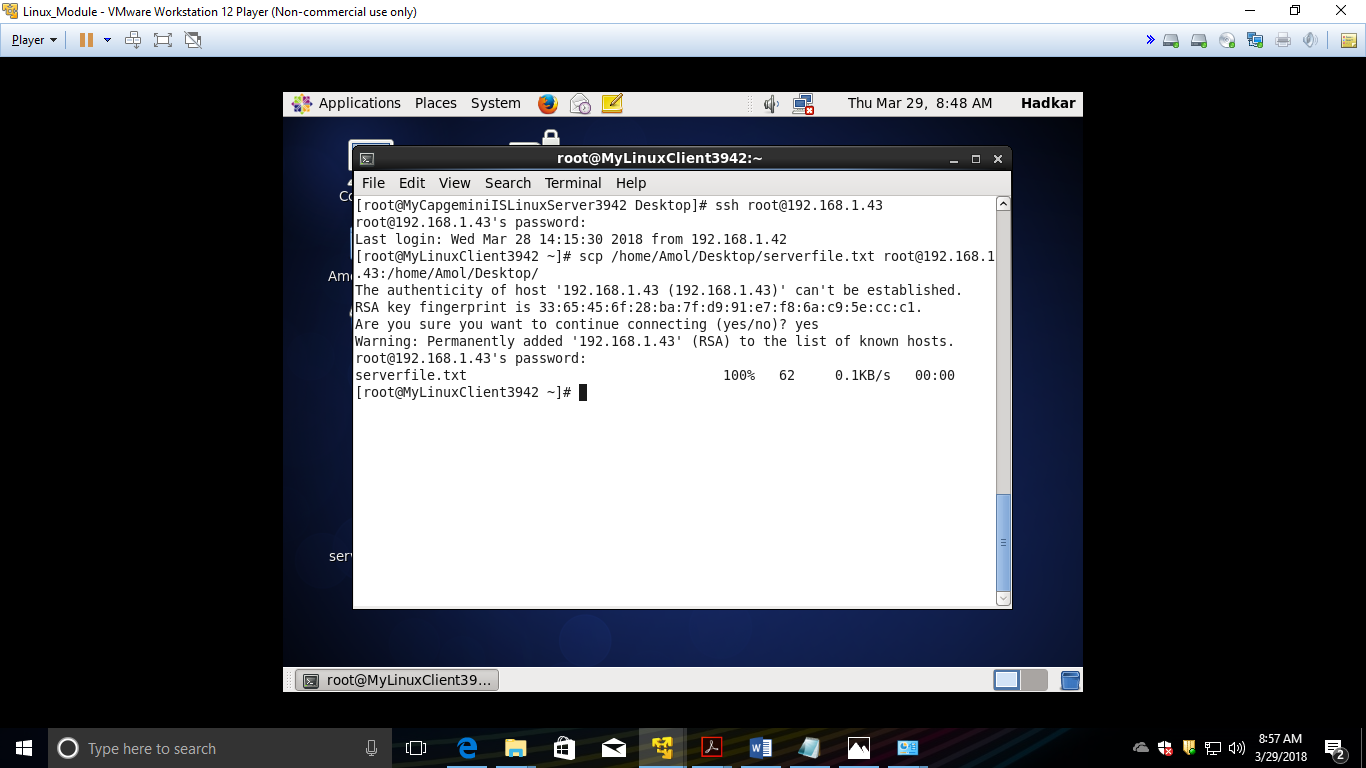 Linux_Module - VMware Workstation 12 Player (Non-commercial use only)
Player
Applications Places System Thu Mar 29, 8:48 AM Hadkar
root@MyLinuxClient3942:~
File Edit View Search Terminal Help
[root@MyCapgeminiISLinuxServer3942 Desktop]# ssh root@192.168.1.43
root@192.168.1.43's password:
Last login: Wed Mar 28 14:15:30 2018 from 192.168.1.42
[root@MyLinuxClient3942 ~]# scp /home/Amol/Desktop/serverfile.txt root@192.168.1
.43:/home/Amol/Desktop/
The authenticity of host '192.168.1.43 (192.168.1.43)' can't be established.
RSA key fingerprint is 33:65:45:6f:28:ba:7f:d9:91:e7:f8:6a:c9:5e:cc:c1.
Are you sure you want to continue connecting (yes/no)? yes
Warning: Permanently added '192.168.1.43' (RSA) to the list of known hosts.
root@192.168.1.43's password:
serverfile.txt 100% 62 0.1KB/s 00:00
[root@MyLinuxClient3942 ~]#
root@MyLinuxClient39...
Type here to search
8:57 AM
3/29/2018
2